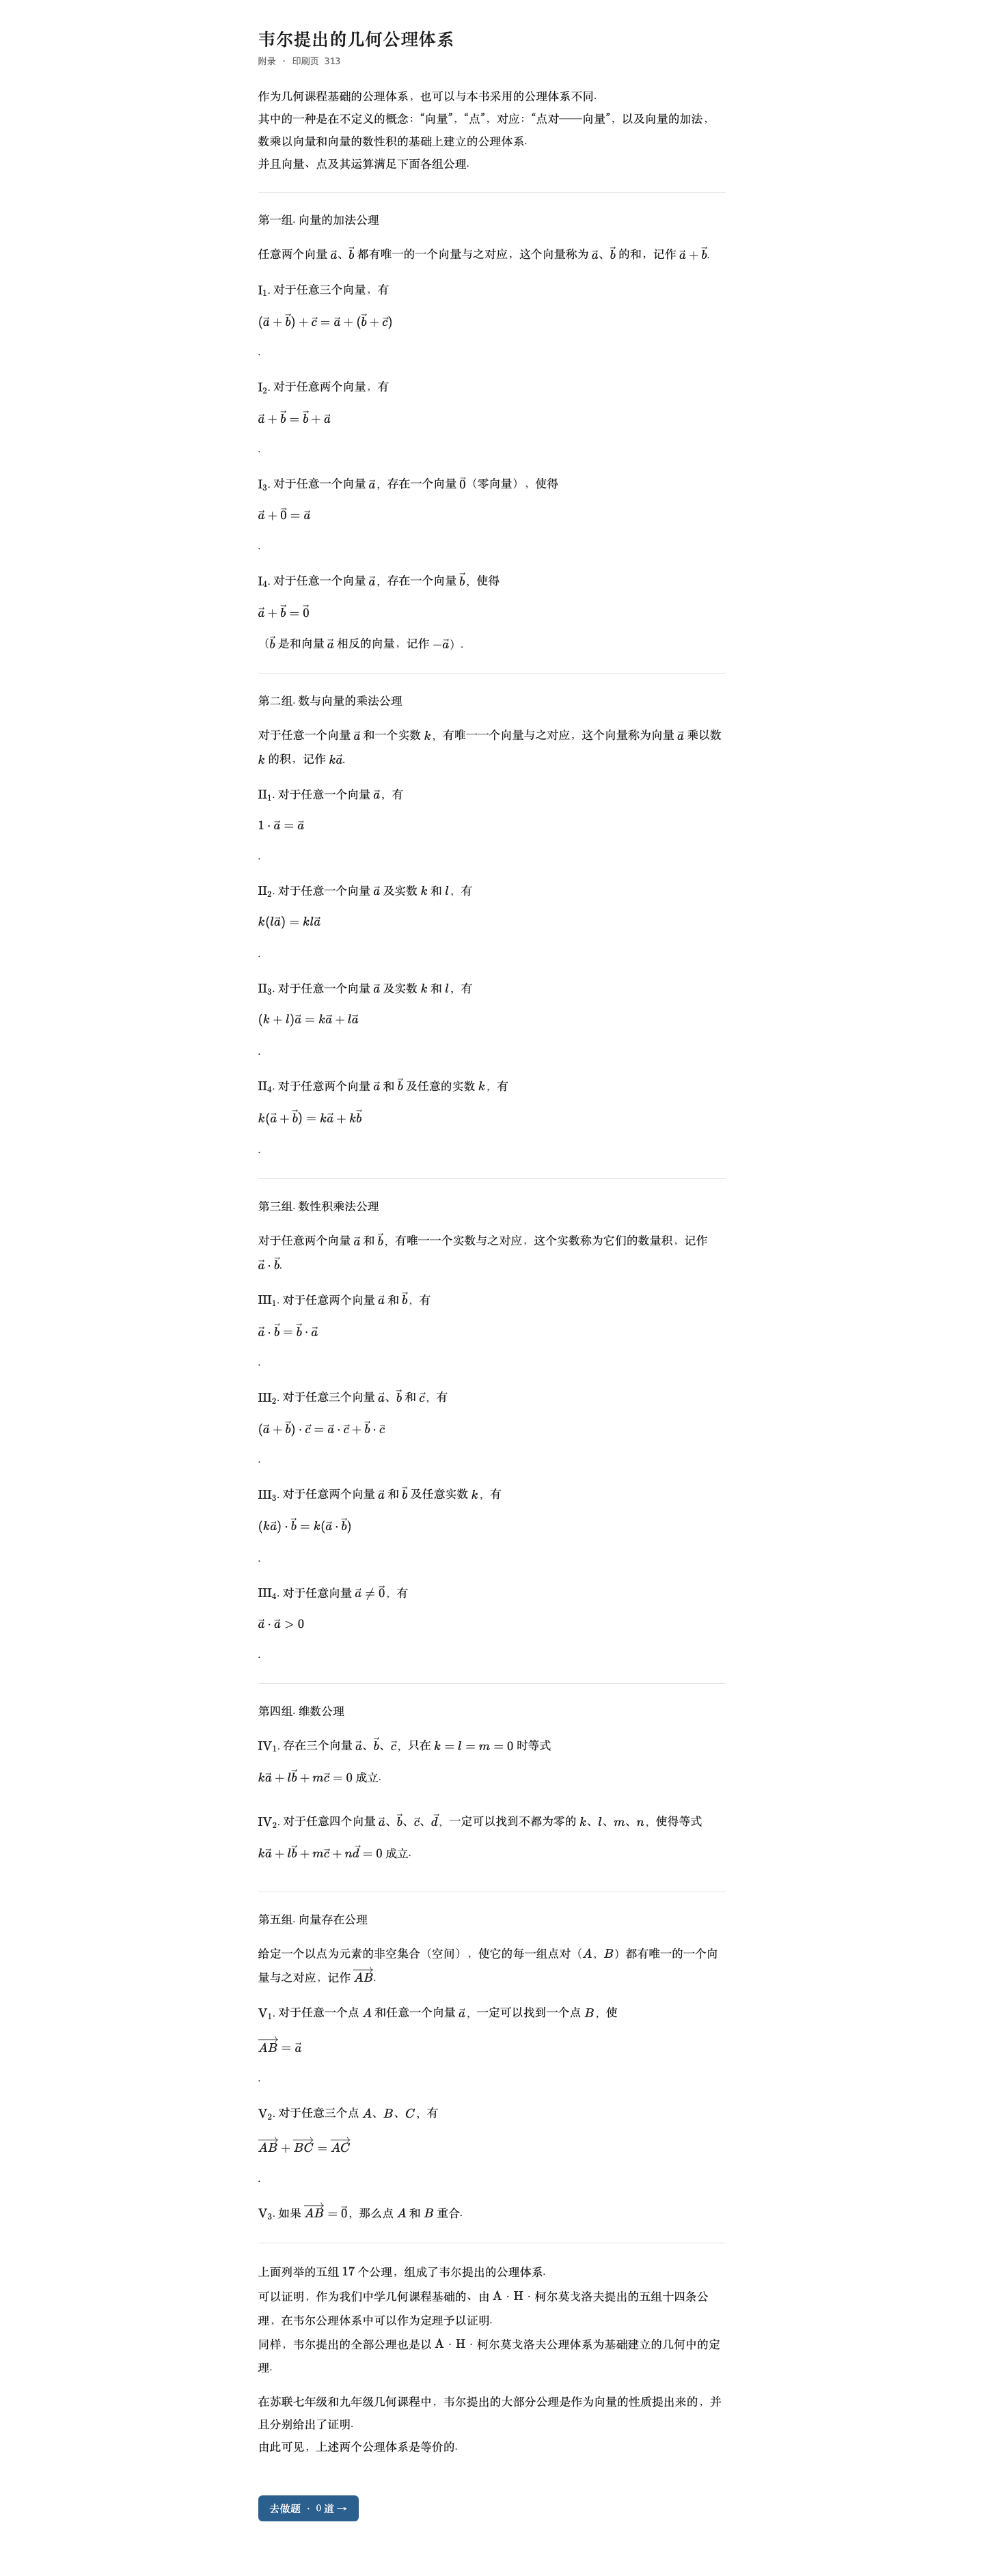 韦尔提出的几何公理体系
附录 · 印刷页 313
作为几何课程基础的公理体系，也可以与本书采用的公理体系不同.
其中的一种是在不定义的概念：“向量”，“点”，对应：“点对——向量”，以及向量的加法，
数乘以向量和向量的数性积的基础上建立的公理体系.
并且向量、点及其运算满足下面各组公理.
第一组. 向量的加法公理
任意两个向量 $\vec{a}$、$\vec{b}$ 都有唯一的一个向量与之对应，这个向量称为 $\vec{a}$、$\vec{b}$ 的和，记作 $\vec{a}+\vec{b}$.
I₁. 对于任意三个向量，有
$(\vec{a}+\vec{b})+\vec{c}=\vec{a}+(\vec{b}+\vec{c})$
.
I₂. 对于任意两个向量，有
$\vec{a}+\vec{b}=\vec{b}+\vec{a}$
.
I₃. 对于任意一个向量 $\vec{a}$，存在一个向量 $\vec{0}$（零向量），使得
$\vec{a}+\vec{0}=\vec{a}$
.
I₄. 对于任意一个向量 $\vec{a}$，存在一个向量 $\vec{b}$，使得
$\vec{a}+\vec{b}=\vec{0}$
（$\vec{b}$ 是和向量 $\vec{a}$ 相反的向量，记作 $-\vec{a}$）.
第二组. 数与向量的乘法公理
对于任意一个向量 $\vec{a}$ 和一个实数 $k$，有唯一一个向量与之对应，这个向量称为向量 $\vec{a}$ 乘以数
$k$ 的积，记作 $k\vec{a}$.
II₁. 对于任意一个向量 $\vec{a}$，有
$1\cdot\vec{a}=\vec{a}$
.
II₂. 对于任意一个向量 $\vec{a}$ 及实数 $k$ 和 $l$，有
$k(l\vec{a})=kl\vec{a}$
.
II₃. 对于任意一个向量 $\vec{a}$ 及实数 $k$ 和 $l$，有
$(k+l)\vec{a}=k\vec{a}+l\vec{a}$
.
II₄. 对于任意两个向量 $\vec{a}$ 和 $\vec{b}$ 及任意的实数 $k$，有
$k(\vec{a}+\vec{b})=k\vec{a}+k\vec{b}$
.
第三组. 数性积乘法公理
对于任意两个向量 $\vec{a}$ 和 $\vec{b}$，有唯一一个实数与之对应，这个实数称为它们的数量积，记作
$\vec{a}\cdot\vec{b}$.
III₁. 对于任意两个向量 $\vec{a}$ 和 $\vec{b}$，有
$\vec{a}\cdot\vec{b}=\vec{b}\cdot\vec{a}$
.
III₂. 对于任意三个向量 $\vec{a}$、$\vec{b}$ 和 $\vec{c}$，有
$(\vec{a}+\vec{b})\cdot\vec{c}=\vec{a}\cdot\vec{c}+\vec{b}\cdot\vec{c}$
.
III₃. 对于任意两个向量 $\vec{a}$ 和 $\vec{b}$ 及任意实数 $k$，有
$(k\vec{a})\cdot\vec{b}=k(\vec{a}\cdot\vec{b})$
.
III₄. 对于任意向量 $\vec{a}\neq\vec{0}$，有
$\vec{a}\cdot\vec{a}>0$
.
第四组. 维数公理
IV₁. 存在三个向量 $\vec{a}$、$\vec{b}$、$\vec{c}$，只在 $k=l=m=0$ 时等式
$k\vec{a}+l\vec{b}+m\vec{c}=0$ 成立.
IV₂. 对于任意四个向量 $\vec{a}$、$\vec{b}$、$\vec{c}$、$\vec{d}$，一定可以找到不都为零的 $k$、$l$、$m$、$n$，使得等式
$k\vec{a}+l\vec{b}+m\vec{c}+n\vec{d}=0$ 成立.
第五组. 向量存在公理
给定一个以点为元素的非空集合（空间），使它的每一组点对（$A$，$B$）都有唯一的一个向
量与之对应，记作 $\overrightarrow{AB}$.
V₁. 对于任意一个点 $A$ 和任意一个向量 $\vec{a}$，一定可以找到一个点 $B$，使
$\overrightarrow{AB}=\vec{a}$
.
V₂. 对于任意三个点 $A$、$B$、$C$，有
$\overrightarrow{AB}+\overrightarrow{BC}=\overrightarrow{AC}$
.
V₃. 如果 $\overrightarrow{AB}=\vec{0}$，那么点 $A$ 和 $B$ 重合.
上面列举的五组 17 个公理，组成了韦尔提出的公理体系.
可以证明，作为我们中学几何课程基础的、由 A · H · 柯尔莫戈洛夫提出的五组十四条公
理，在韦尔公理体系中可以作为定理予以证明.
同样，韦尔提出的全部公理也是以 A · H · 柯尔莫戈洛夫公理体系为基础建立的几何中的定
理.
在苏联七年级和九年级几何课程中，韦尔提出的大部分公理是作为向量的性质提出来的，并
且分别给出了证明.
由此可见，上述两个公理体系是等价的.
去做题 · 0 道 →